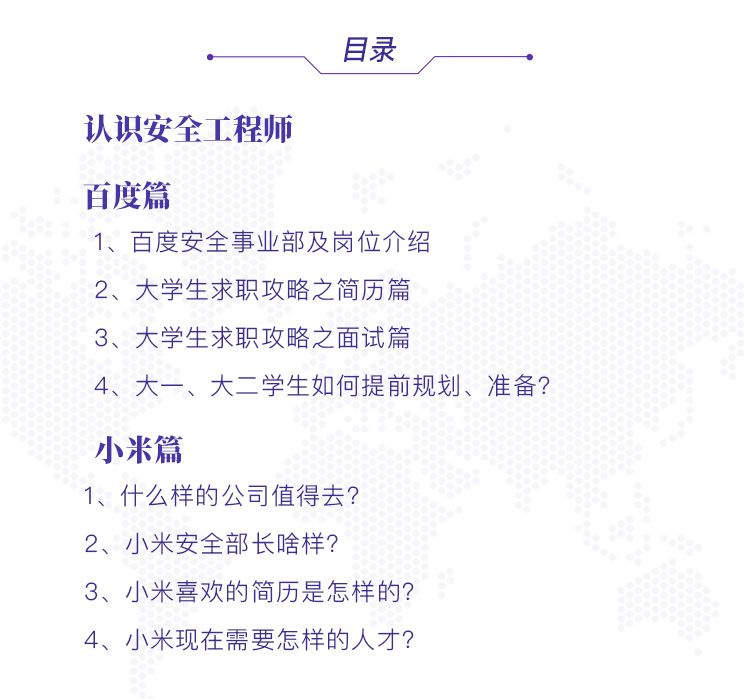 目录
认识安全工程师
百度篇
1、百度安全事业部及岗位介绍
2、大学生求职攻略之简历篇
3、大学生求职攻略之面试篇
4、大一、大二学生如何提前规划、准备?
小米篇
1、什么样的公司值得去?
2、小米安全部长啥样?
3、小米喜欢的简历是怎样的?
4、小米现在需要怎样的人才?